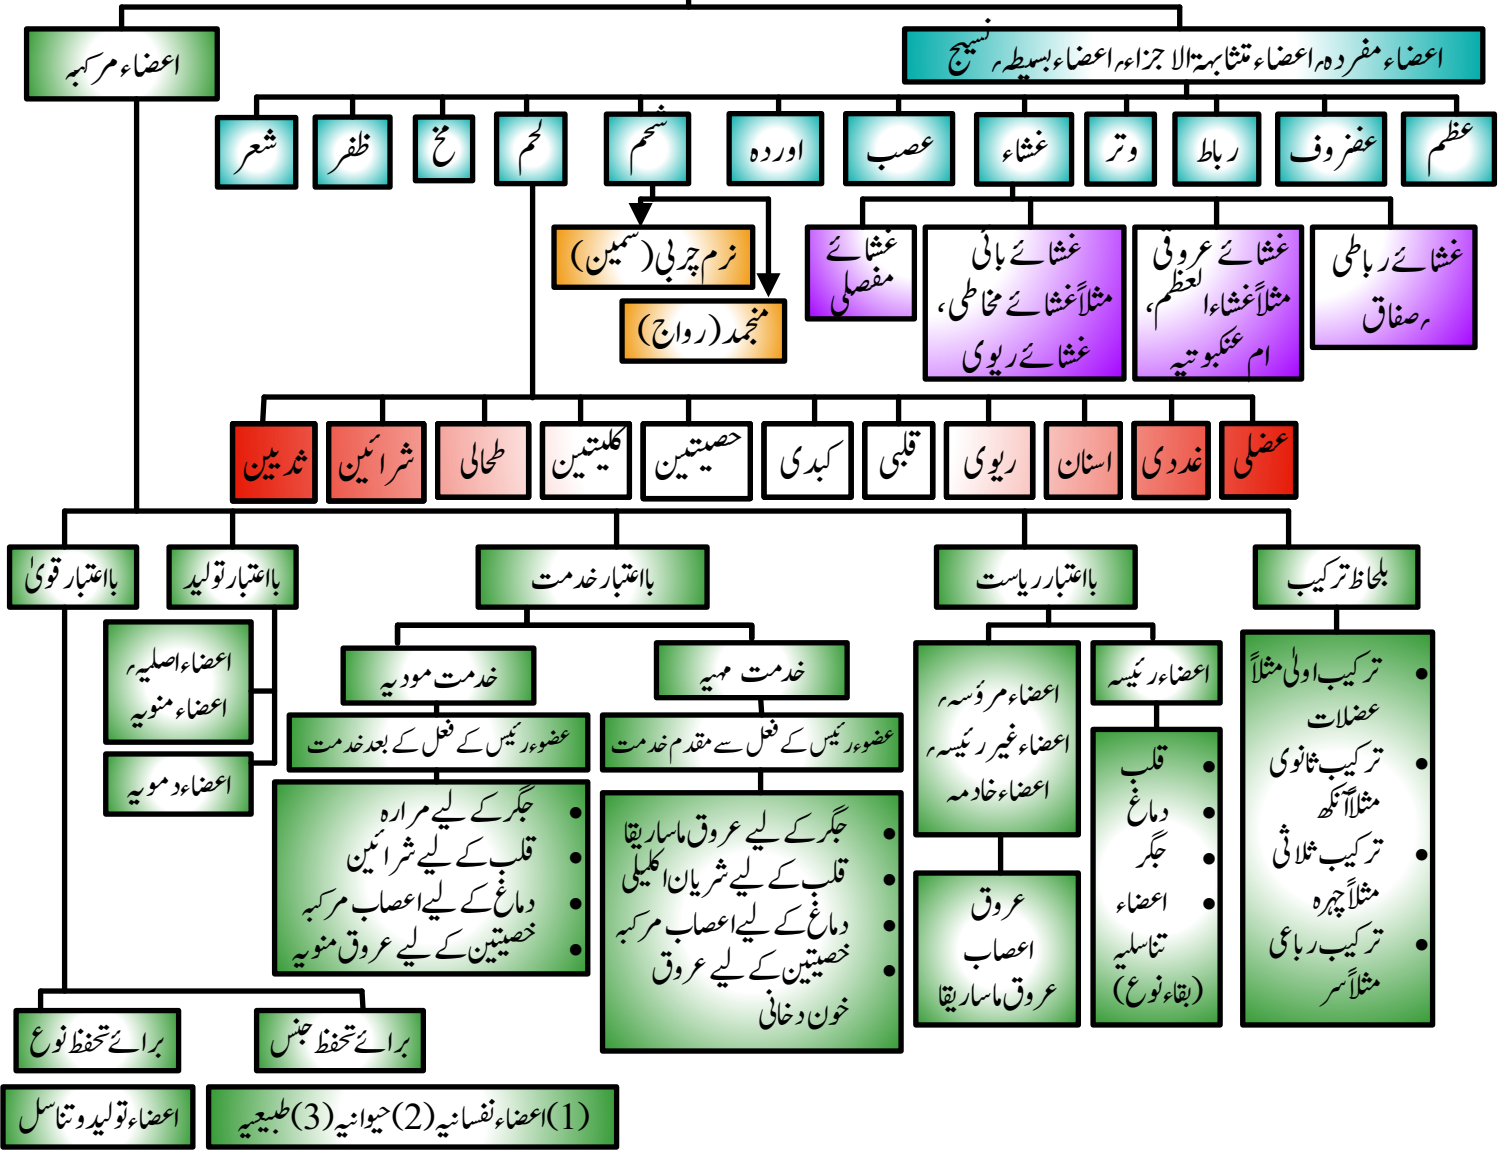 اعضاء مفردہ، اعضاء متشابهۃ الاجزاء، اعضاء بسیطہ، نسیج
اعضاء مرکبہ
عظم
عضروف
رباط
وتر
غشاء
عصب
اوردہ
شحم
لحم
مخ
ظفر
شعر
غشائے رباطی
،صفاق
غشائے عروقی
مثلاً غشاء العظم،
ام عنکبوتیہ
غشائے بائی
مثلاً غشائے مخاطی،
غشائے ریوی
غشائے
مفصلی
نرم چربی (سمین)
منجمد (رواج)
عضلی
غددی
اسنان
ریوی
قلبی
کبدی
حصیتین
کلیتین
طحالی
شرائین
ثدیین
بلحاظ ترکیب
بااعتبار ریاست
بااعتبار خدمت
بااعتبار تولید
بااعتبار قویٰ
• ترکیب اولیٰ مثلاً
عضلات
• ترکیب ثانوی
مثلاً آنکھ
• ترکیب ثلاثی
مثلاً چہرہ
• ترکیب رباعی
مثلاً سر
اعضاء رئیسہ
• قلب
• دماغ
• جگر
• اعضاء
تناسلیہ
(بقاء نوع)
اعضاء مرؤسہ،
اعضاء غیر رئیسہ،
اعضاء خادمہ
عروق
اعصاب
عروق ماساریقا
خدمت مہیہ
عضوء رئیس کے فعل سے مقدم خدمت
• جگر کے لیے عروق ماساریقا
• قلب کے لیے شریان اکلیلی
• دماغ کے لیے اعصاب مرکبہ
• خصیتین کے لیے عروق
خون دخانی
خدمت مودیہ
عضوء رئیس کے فعل کے بعد خدمت
• جگر کے لیے مرارہ
• قلب کے لیے شرائین
• دماغ کے لیے اعصاب مرکبہ
• خصیتین کے لیے عروق منویہ
اعضاء اصلیہ،
اعضاء منویہ
اعضاء دمویہ
برائے تحفظ جنس
برائے تحفظ نوع
(1) اعضاء نفسانیہ (2) حیوانیہ (3) طبیعیہ
اعضاء تولید و تناسل